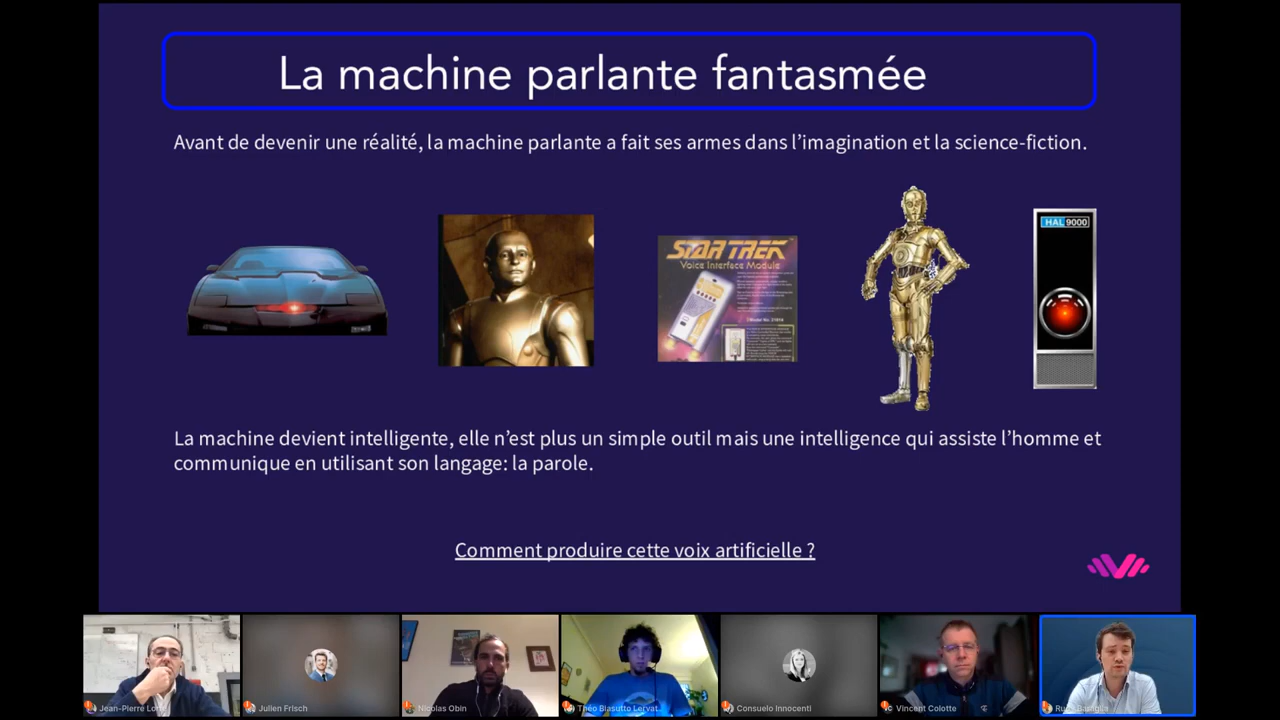 La machine parlante fantasmée
Avant de devenir une réalité, la machine parlante a fait ses armes dans l’imagination et la science-fiction.
STAR TREK
Voice Interface Module
HAL 9000
La machine devient intelligente, elle n’est plus un simple outil mais une intelligence qui assiste l’homme et
communique en utilisant son langage: la parole.
Comment produire cette voix artificielle ?
Jean-Pierre
Julien Frisch
Nicolas Obin
Théo Biasutto
Consuelo Innocenti
Vincent Colotte